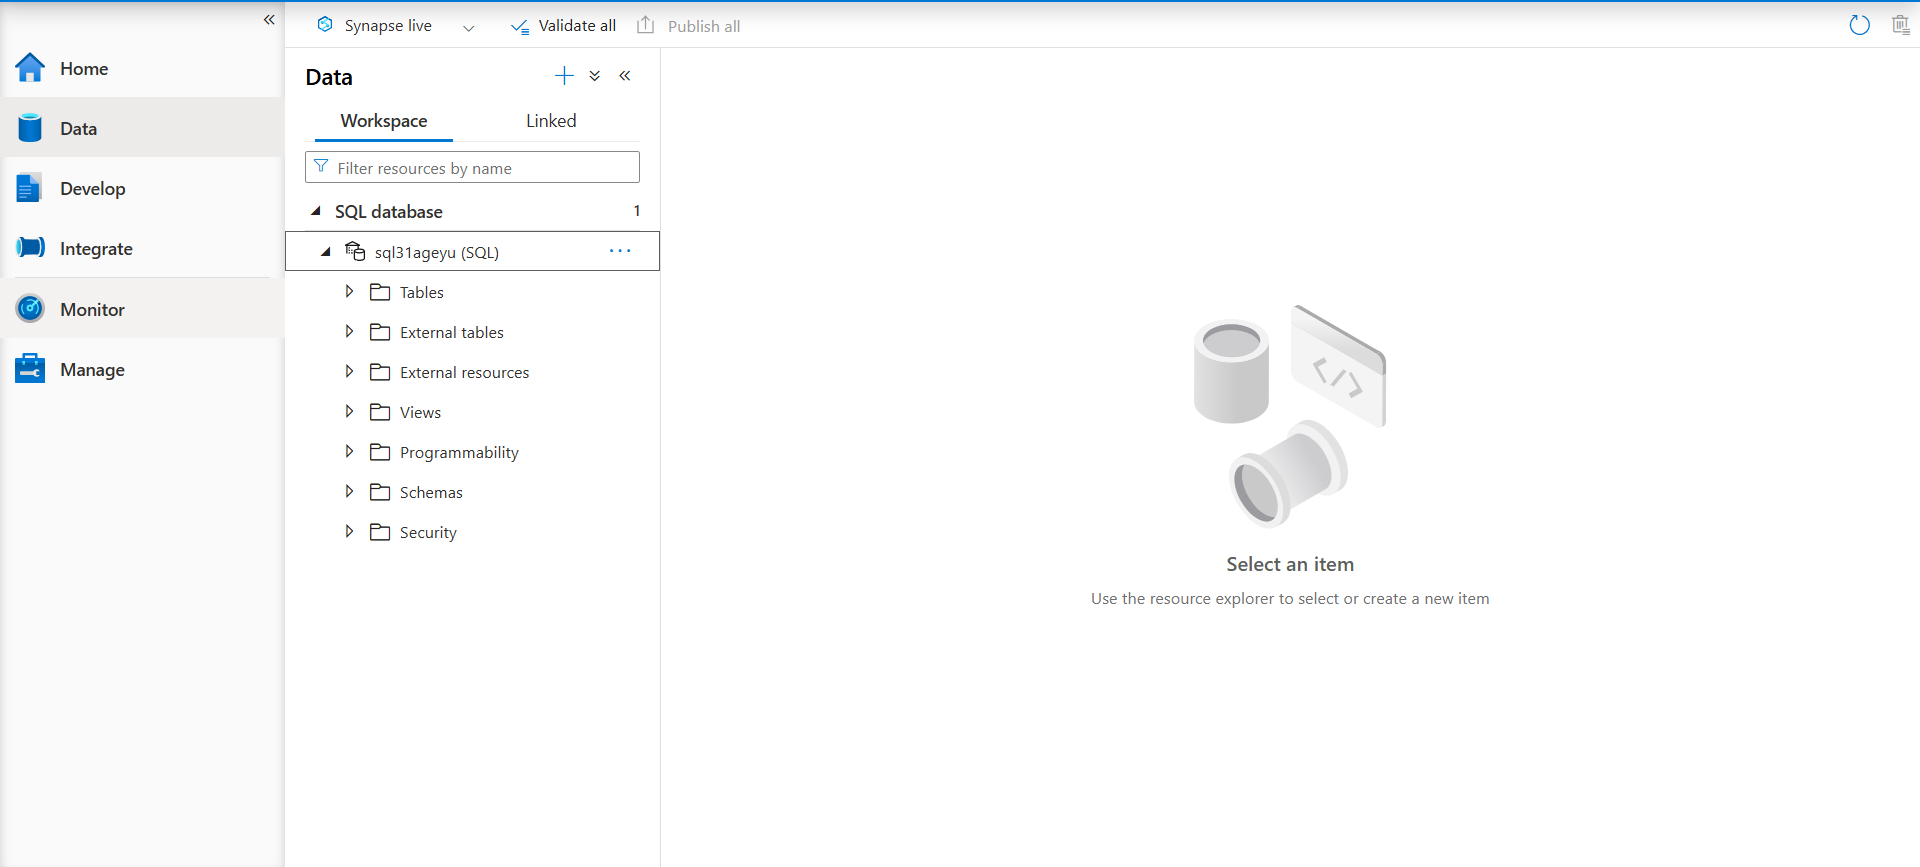 Synapse live
Validate all
Publish all
Home
Data
Develop
Integrate
Monitor
Manage
Data
Workspace
Linked
Filter resources by name
SQL database 1
sql31ageyu (SQL)
Tables
External tables
External resources
Views
Programmability
Schemas
Security
Select an item
Use the resource explorer to select or create a new item